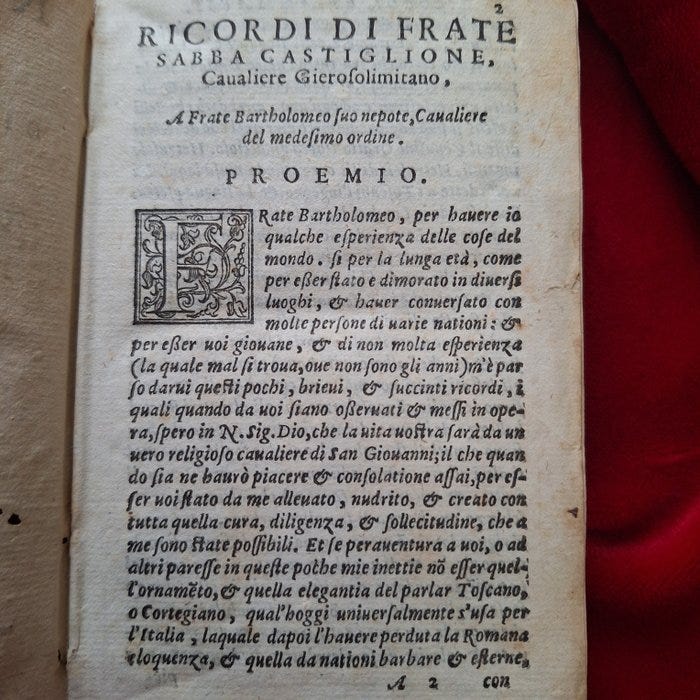 2
RICORDI DI FRATE
SABBA CASTIGLIONE,
Caualiere Gierosolimitano,
A Frate Bartholomeo suo nepote, Caualiere
del medesimo ordine.
PROEMIO.
FRate Bartholomeo, per hauere io
qualche esperienza delle cose del
mondo. si per la lunga età, come
per eßer stato e dimorato in diuersi
luoghi, & hauer conuersato con
molte persone di uarie nationi: &
per eßer uoi giouane, & di non molta esperienza
(la quale mal si troua, oue non sono gli anni) m'è par
so darui questi pochi, brieui, & succinti ricordi, i
quali quando da uoi siano oßeruati & messi in ope-
ra, spero in N. Sig. Dio, che la uita uostra sarà da un
uero religioso caualiere di San Giouanni; il che quan
do sia ne haurò piacere & consolatione assai, per es-
ser uoi stato da me alleuato, nudrito, & creato con
tutta quella cura, diligenza, & sollecitudine, che a
me sono state possibili. Et se perauentura a uoi, o ad
altri paresse in queste poche mie inettie nõ esser quel-
l'ornamẽto, & quella elegantia del parlar Toscano,
o Cortegiano, qual'hoggi uniuersalmente s'usa per
l'Italia, laquale dapoi l'hauere perduta la Romana
eloquenza, & quella da nationi barbare & esterne,
A 2 con